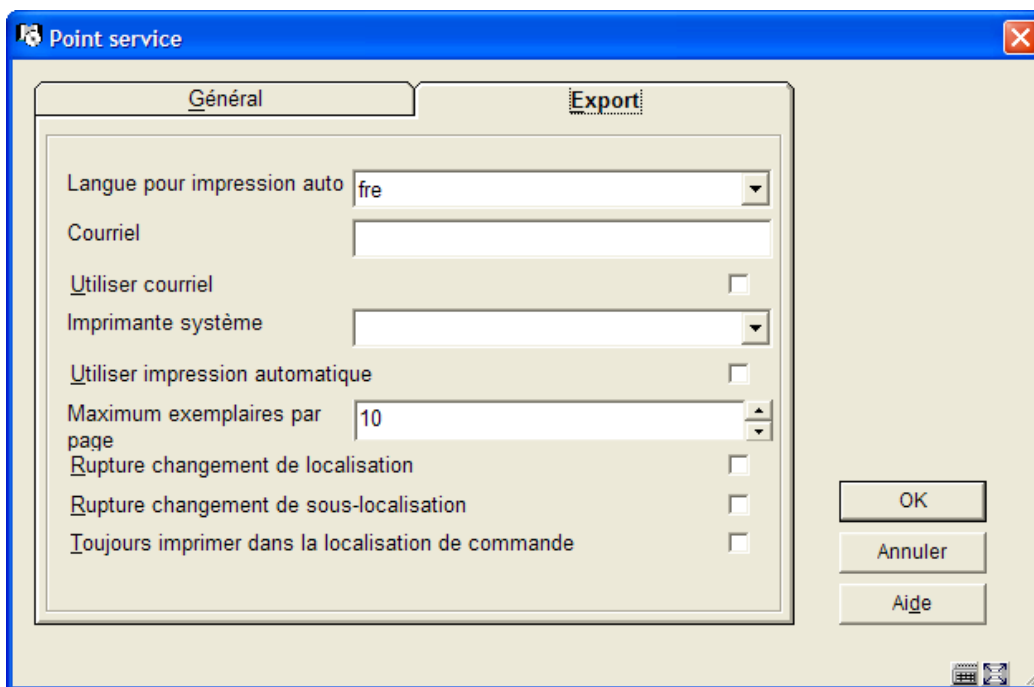 Point service
Général
Export
Langue pour impression auto
fre
Courriel
Utiliser courriel
Imprimante système
Utiliser impression automatique
Maximum exemplaires par
page
10
Rupture changement de localisation
Rupture changement de sous-localisation
Toujours imprimer dans la localisation de commande
OK
Annuler
Aide